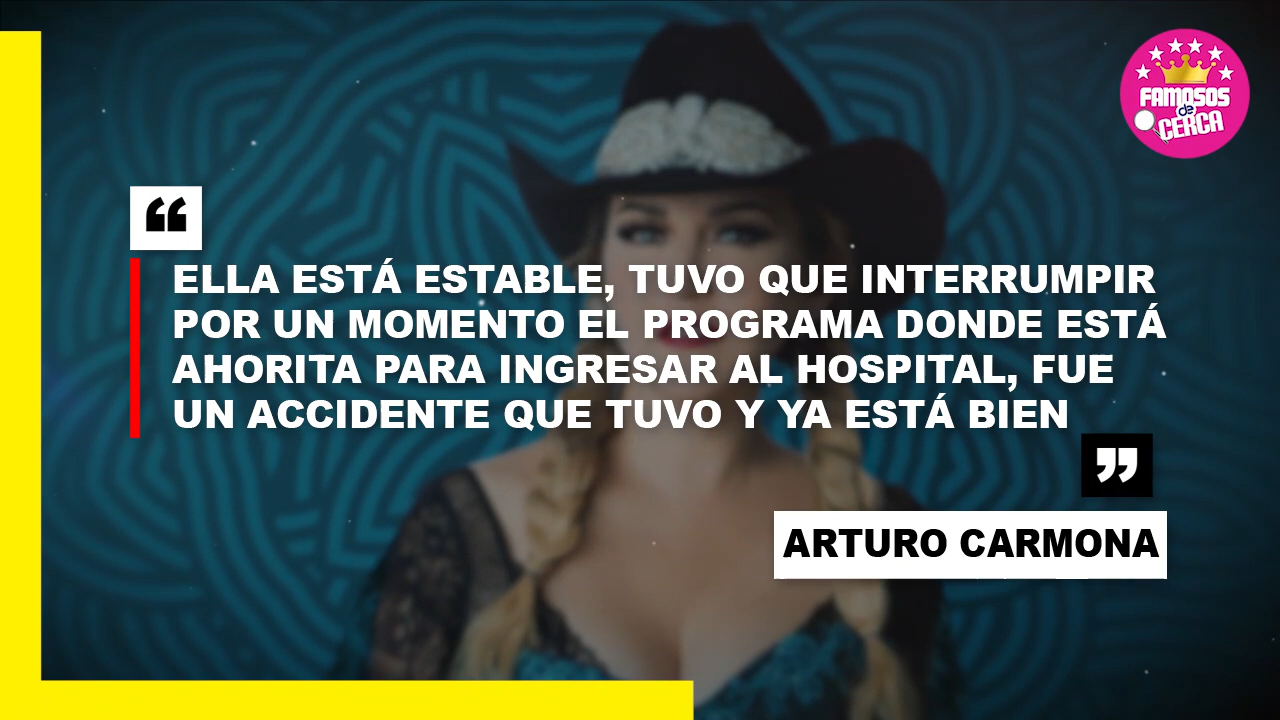 FAMOSOS
de
CERCA
“
ELLA ESTÁ ESTABLE, TUVO QUE INTERRUMPIR
POR UN MOMENTO EL PROGRAMA DONDE ESTÁ
AHORITA PARA INGRESAR AL HOSPITAL, FUE
UN ACCIDENTE QUE TUVO Y YA ESTÁ BIEN
”
ARTURO CARMONA